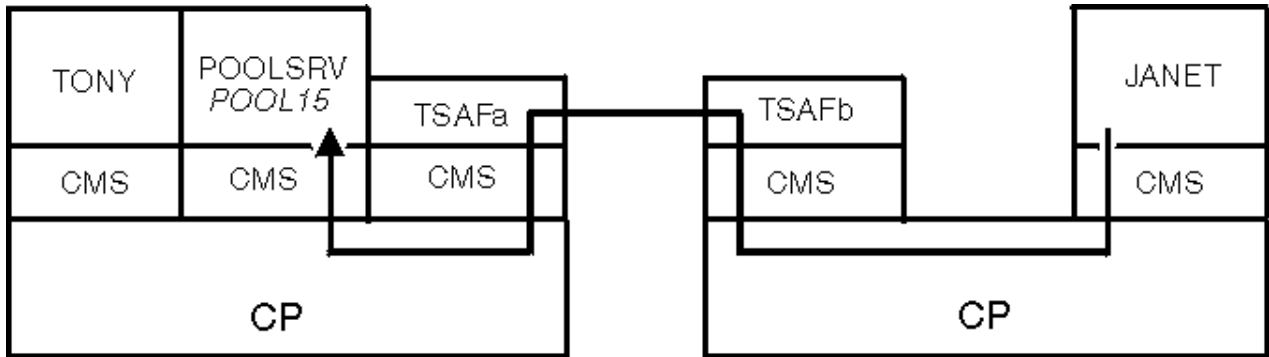 TONY
POOLSRV
POOL15
TSAFa
TSAFb
JANET
CMS
CMS
CMS
CMS
CMS
CP
CP